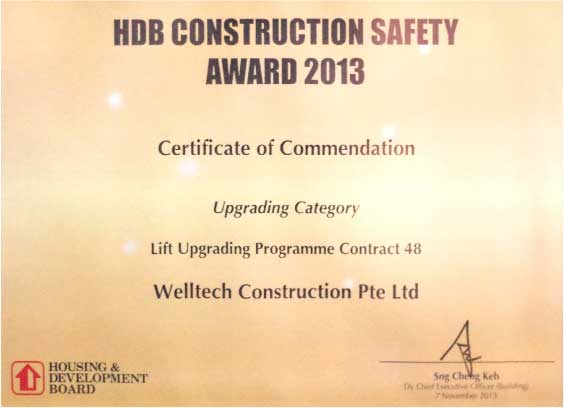 HDB CONSTRUCTION SAFETY
AWARD 2013
Certificate of Commendation
Upgrading Category
Lift Upgrading Programme Contract 48
Welltech Construction Pte Ltd
HOUSING &
DEVELOPMENT
BOARD
Sng Cheng Keh
Dy Chief Executive Officer (Building)
7 November 2013